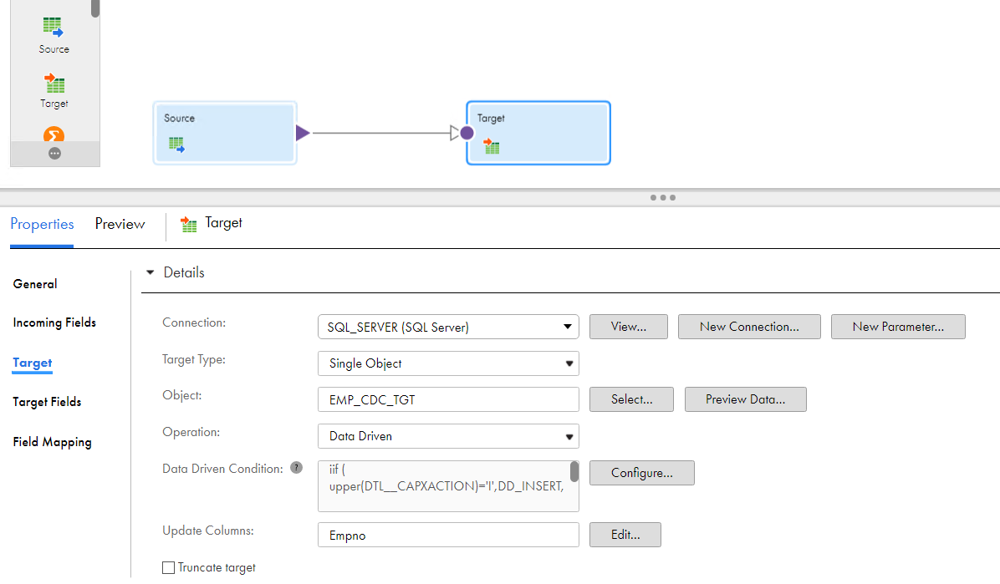 Source
Target
Source
Target
Properties
Preview
Target
General
Incoming Fields
Target
Target Fields
Field Mapping
Details
Connection:
SQL_SERVER (SQL Server)
View...
New Connection...
New Parameter...
Target Type:
Single Object
Object:
EMP_CDC_TGT
Select...
Preview Data...
Operation:
Data Driven
Data Driven Condition: ?
iif (
upper(DTL__CAPXACTION)='I',DD_INSERT,
Configure...
Update Columns:
Empno
Edit...
Truncate target